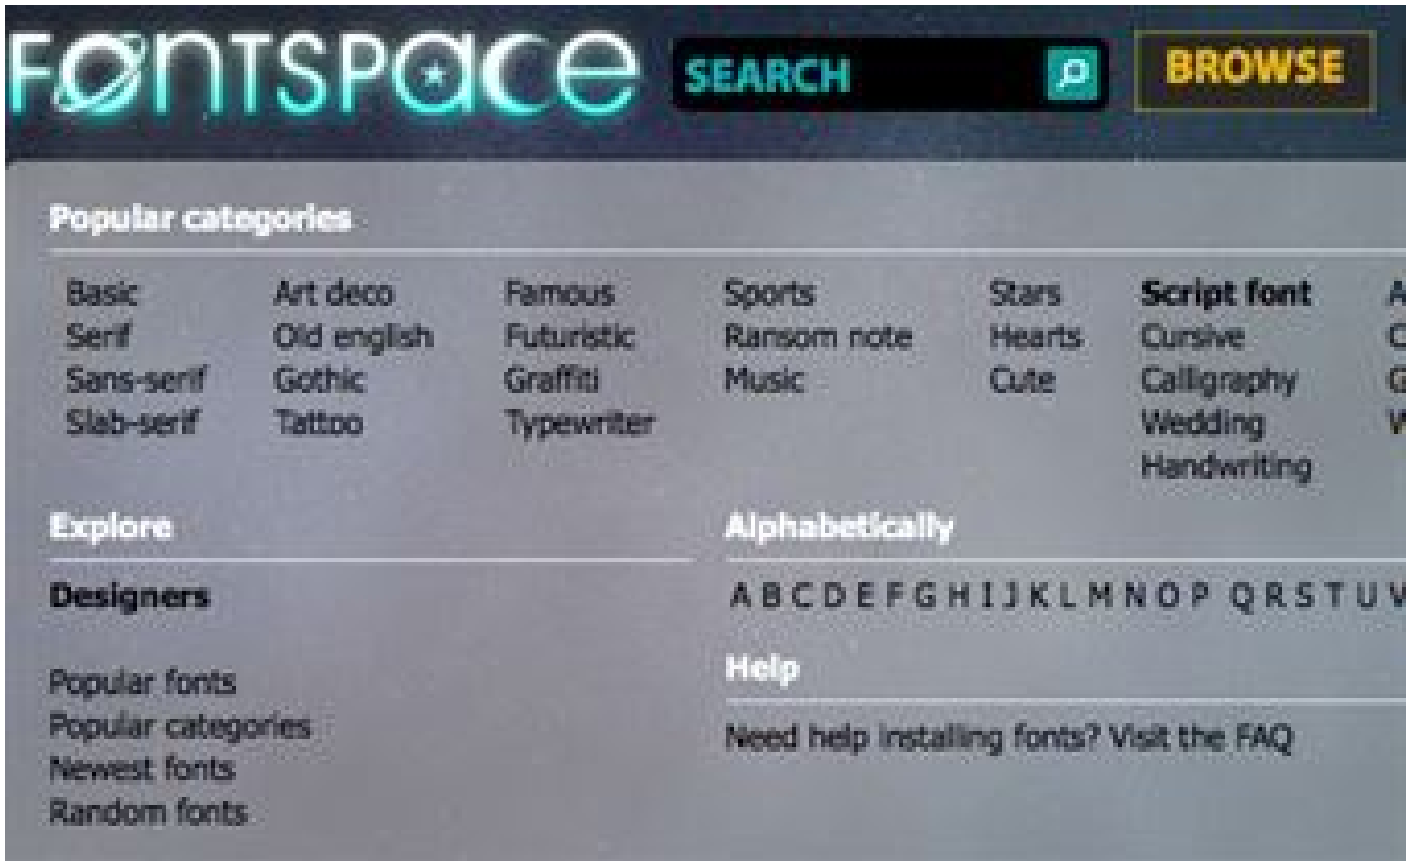 FONTSPACE
SEARCH
BROWSE
Popular categories
Basic Art deco Famous Sports Stars Script font A
Serif Old english Futuristic Ransom note Hearts Cursive C
Sans-serif Gothic Graffiti Music Cute Calligraphy G
Slab-serif Tattoo Typewriter Wedding W
Handwriting
Explore
Alphabetically
Designers
A B C D E F G H I J K L M N O P Q R S T U V
Help
Popular fonts
Popular categories
Need help installing fonts? Visit the FAQ
Newest fonts
Random fonts